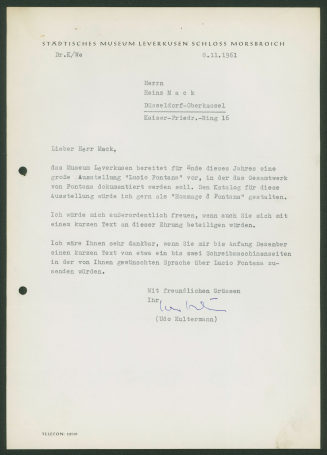 STÄDTISCHES MUSEUM LEVERKUSEN SCHLOSS MORSBROICH
Dr.K/We 8.11.1961
Herrn
Heinz M a c k
Düsseldorf-Oberkassel
Kaiser-Friedr.-Ring 16
Lieber Herr Mack,
das Museum Leverkusen bereitet für Ende dieses Jahres eine
große Ausstellung "Lucio Fontana" vor, in der das Gesamtwerk
von Fontana dokumentiert werden soll. Den Katalog für diese
Ausstellung würde ich gern als "Hommage à Fontana" gestalten.
Ich würde mich außerordentlich freuen, wenn auch Sie sich mit
einem kurzen Text an dieser Ehrung beteiligen würden.
Ich wäre Ihnen sehr dankbar, wenn Sie mir bis Anfang Dezember
einen kurzen Text von etwa ein bis zwei Schreibmaschinenseiten
in der von Ihnen gewünschten Sprache über Lucio Fontana zu-
senden würden.
Mit freundlichen Grüssen
Ihr
(Udo Kultermann)
TELEFON: